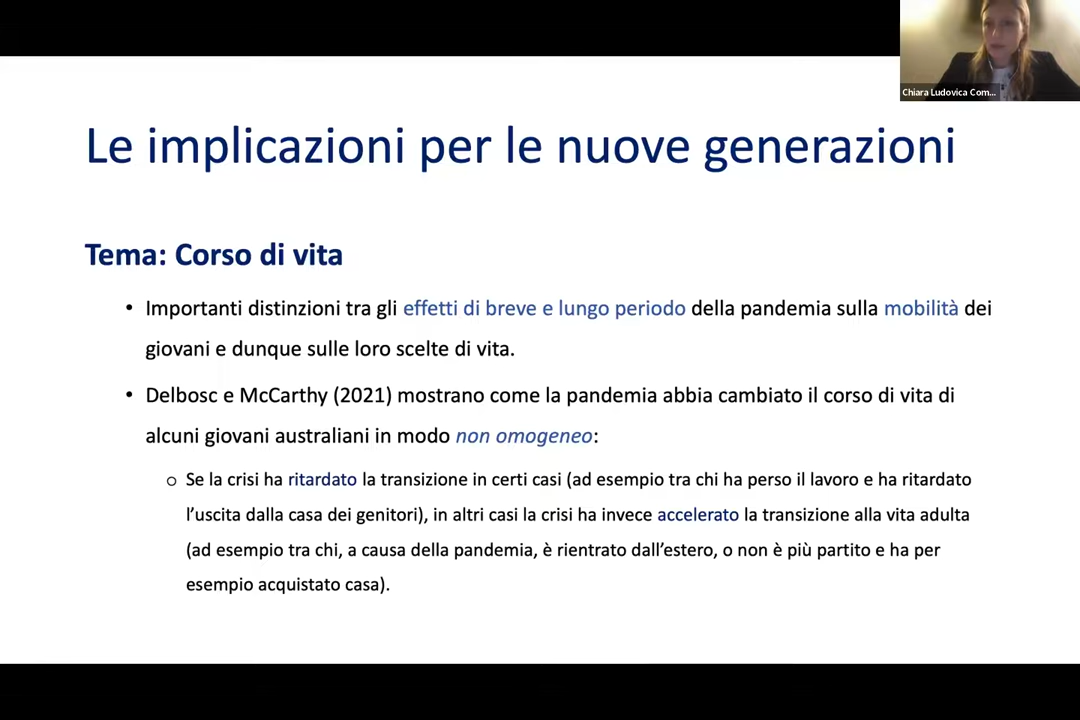 Chiara Ludovica Com...
Le implicazioni per le nuove generazioni
Tema: Corso di vita
• Importanti distinzioni tra gli effetti di breve e lungo periodo della pandemia sulla mobilità dei
giovani e dunque sulle loro scelte di vita.
• Delbosc e McCarthy (2021) mostrano come la pandemia abbia cambiato il corso di vita di
alcuni giovani australiani in modo non omogeneo:
o Se la crisi ha ritardato la transizione in certi casi (ad esempio tra chi ha perso il lavoro e ha ritardato
l’uscita dalla casa dei genitori), in altri casi la crisi ha invece accelerato la transizione alla vita adulta
(ad esempio tra chi, a causa della pandemia, è rientrato dall’estero, o non è più partito e ha per
esempio acquistato casa).